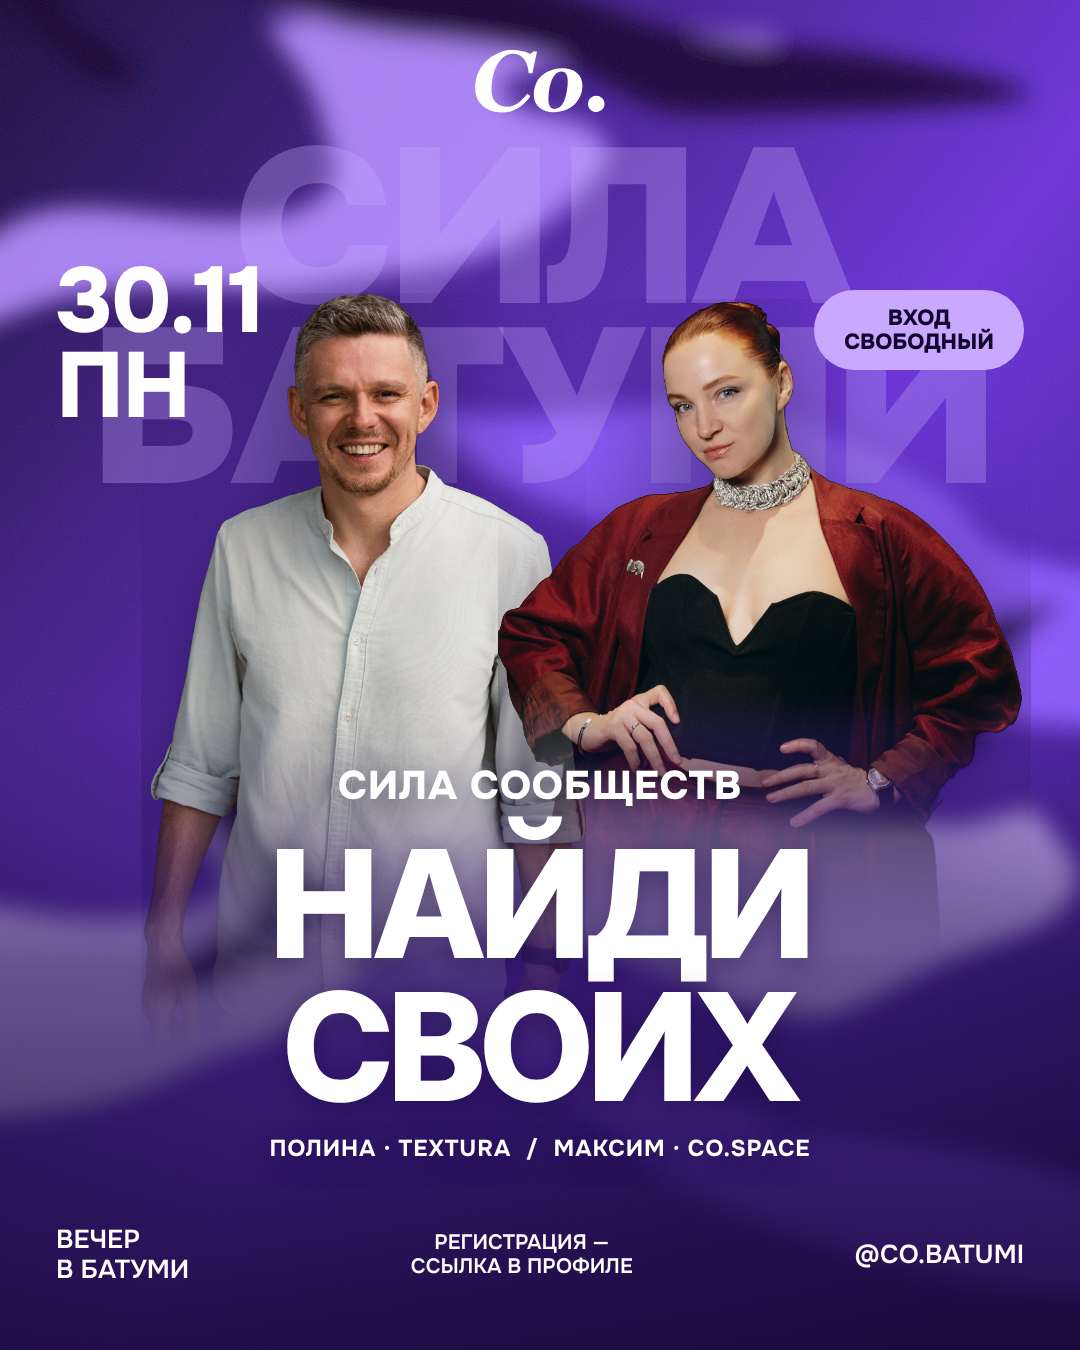 Co.
СИЛА
БАТУМИ
30.11
ПН
ВХОД
СВОБОДНЫЙ
СИЛА СООБЩЕСТВ
НАЙДИ
СВОИХ
ПОЛИНА · TEXTURA / МАКСИМ · CO.SPACE
ВЕЧЕР
В БАТУМИ
РЕГИСТРАЦИЯ —
ССЫЛКА В ПРОФИЛЕ
@CO.BATUMI